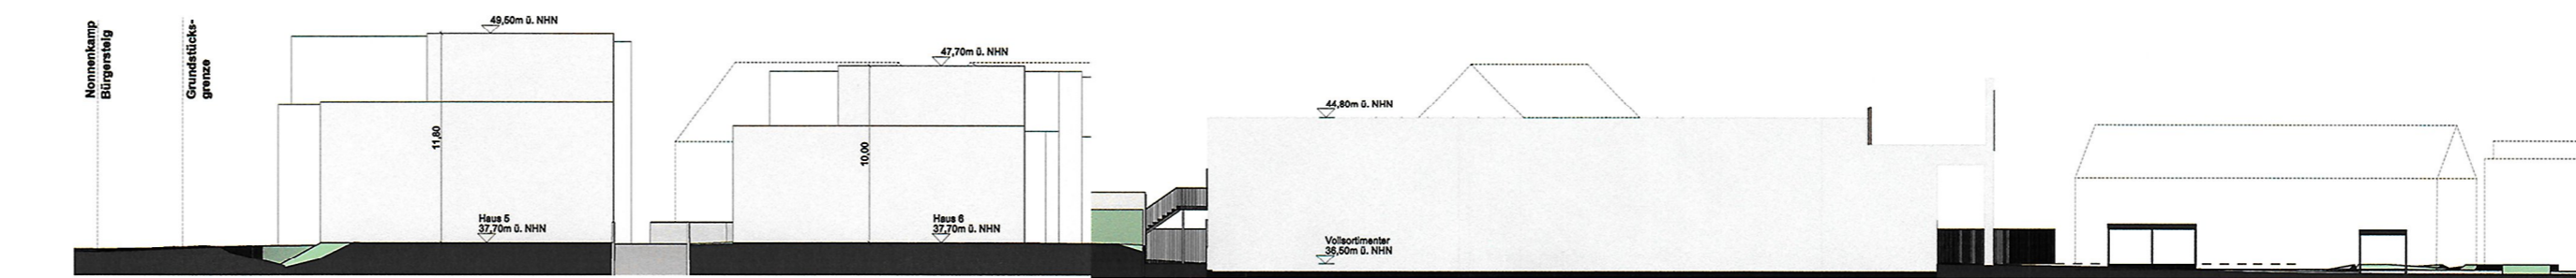 Nonnenkamp
Bürgersteig
Grundstücks-
grenze
49,50m ü. NHN
11,80
Haus 5
37,70m ü. NHN
47,70m ü. NHN
10,00
Haus 6
37,70m ü. NHN
44,80m ü. NHN
Vollsortimenter
36,50m ü. NHN